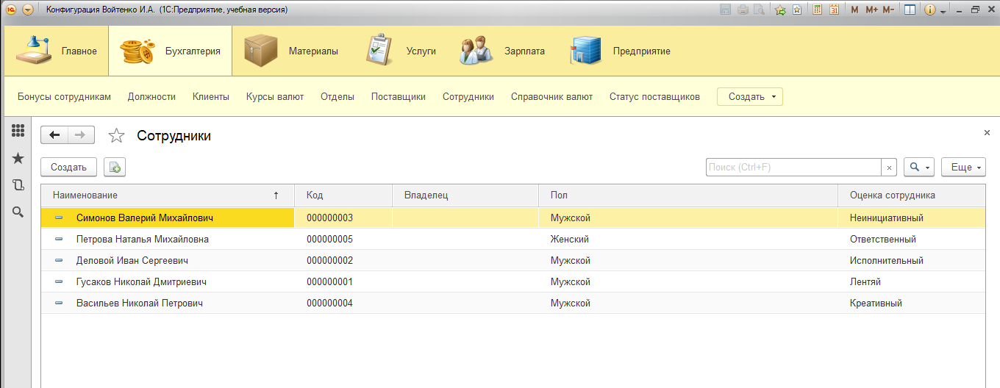 Конфигурация Войтенко И.А. (1С:Предприятие, учебная версия)
M M+ M-
Главное Бухгалтерия Материалы Услуги Зарплата Предприятие
Бонусы сотрудникам Должности Клиенты Курсы валют Отделы Поставщики Сотрудники Справочник валют Статус поставщиков Создать
Сотрудники
Создать Поиск (Ctrl+F) Еще
Наименование Код Владелец Пол Оценка сотрудника
Симонов Валерий Михайлович 000000003 Мужской Неинициативный
Петрова Наталья Михайловна 000000005 Женский Ответственный
Деловой Иван Сергеевич 000000002 Мужской Исполнительный
Гусаков Николай Дмитриевич 000000001 Мужской Лентяй
Васильев Николай Петрович 000000004 Мужской Креативный